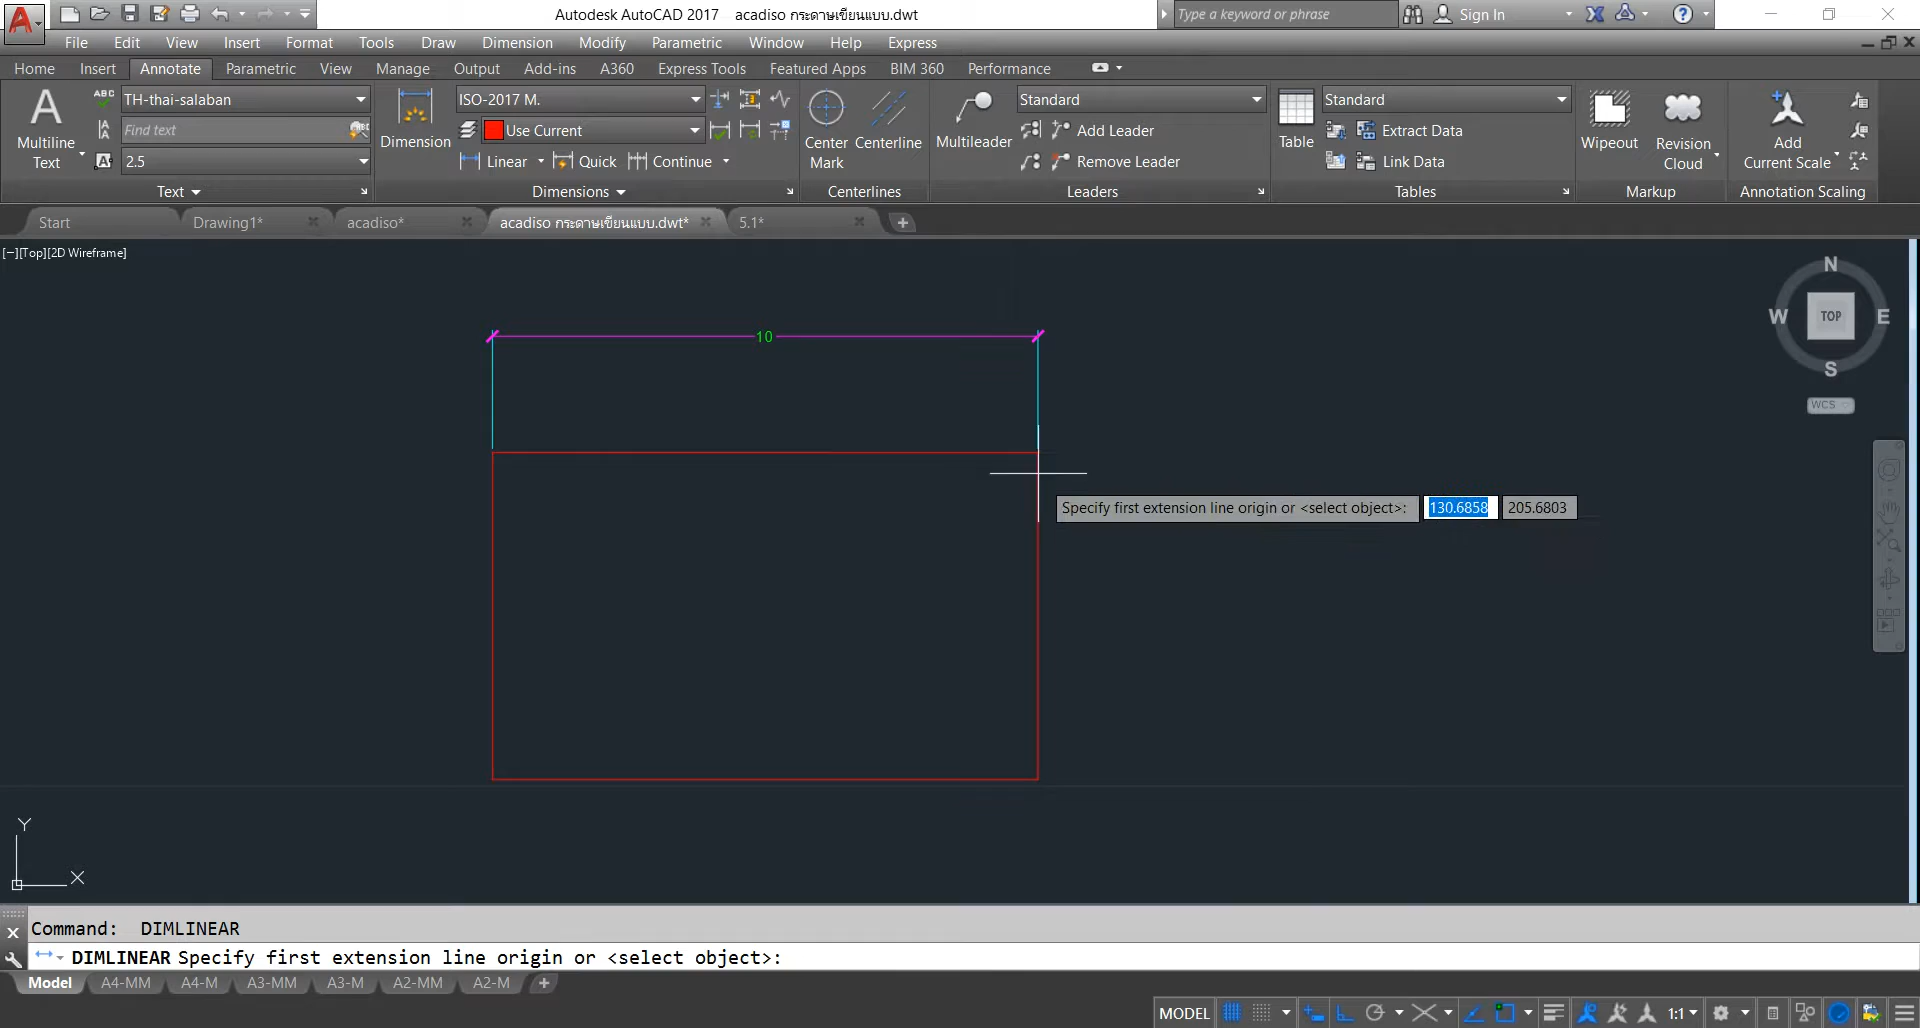 Autodesk AutoCAD 2017 acadiso กระดาษเขียนแบบ.dwt
Type a keyword or phrase
Sign In
File Edit View Insert Format Tools Draw Dimension Modify Parametric Window Help Express
Home Insert Annotate Parametric View Manage Output Add-ins A360 Express Tools Featured Apps BIM 360 Performance
Multiline
Text
ABC
TH-thai-salaban
Find text
2.5
Text
Dimension
ISO-2017 M.
Use Current
Linear Quick Continue
Dimensions
Center
Mark
Centerline
Centerlines
Multileader
Standard
Add Leader
Remove Leader
Leaders
Table
Standard
Extract Data
Link Data
Tables
Wipeout
Revision
Cloud
Markup
Add
Current Scale
Annotation Scaling
Start Drawing1* acadiso* acadiso กระดาษเขียนแบบ.dwt* 5.1*
[−][Top][2D Wireframe]
N
W TOP E
S
WCS
10
Specify first extension line origin or <select object>: 130.6858 205.6803
Y
X
Command: DIMLINEAR
DIMLINEAR Specify first extension line origin or <select object>:
Model A4-MM A4-M A3-MM A3-M A2-MM A2-M
MODEL 1:1